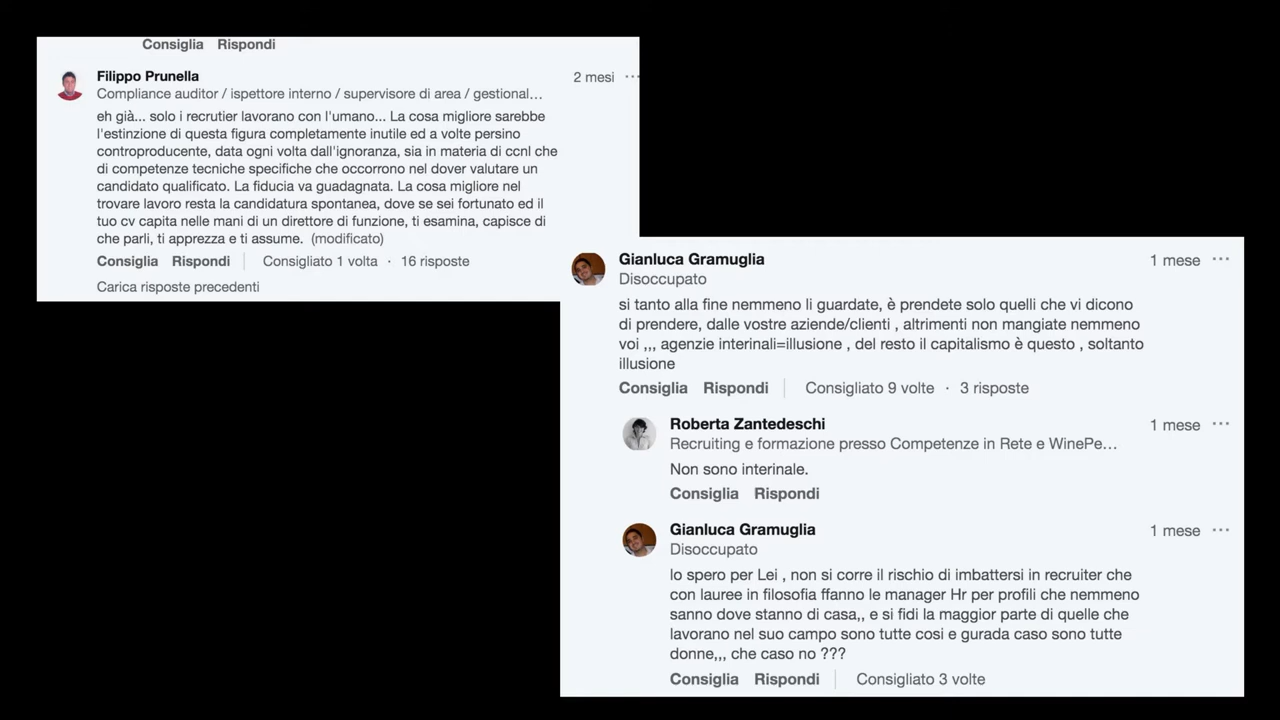 Consiglia Rispondi
Filippo Prunella
2 mesi ...
Compliance auditor / ispettore interno / supervisore di area / gestional...
eh già... solo i recrutier lavorano con l'umano... La cosa migliore sarebbe
l'estinzione di questa figura completamente inutile ed a volte persino
controproducente, data ogni volta dall'ignoranza, sia in materia di ccnl che
di competenze tecniche specifiche che occorrono nel dover valutare un
candidato qualificato. La fiducia va guadagnata. La cosa migliore nel
trovare lavoro resta la candidatura spontanea, dove se sei fortunato ed il
tuo cv capita nelle mani di un direttore di funzione, ti esamina, capisce di
che parli, ti apprezza e ti assume. (modificato)
Consiglia Rispondi | Consigliato 1 volta · 16 risposte
Carica risposte precedenti
Gianluca Gramuglia
1 mese ...
Disoccupato
si tanto alla fine nemmeno li guardate, è prendete solo quelli che vi dicono
di prendere, dalle vostre aziende/clienti , altrimenti non mangiate nemmeno
voi ,,, agenzie interinali=illusione , del resto il capitalismo è questo , soltanto
illusione
Consiglia Rispondi | Consigliato 9 volte · 3 risposte
Roberta Zantedeschi
1 mese ...
Recruiting e formazione presso Competenze in Rete e WinePe...
Non sono interinale.
Consiglia Rispondi
Gianluca Gramuglia
1 mese ...
Disoccupato
lo spero per Lei , non si corre il rischio di imbattersi in recruiter che
con lauree in filosofia ffanno le manager Hr per profili che nemmeno
sanno dove stanno di casa,, e si fidi la maggior parte di quelle che
lavorano nel suo campo sono tutte cosi e gurada caso sono tutte
donne,,, che caso no ???
Consiglia Rispondi | Consigliato 3 volte